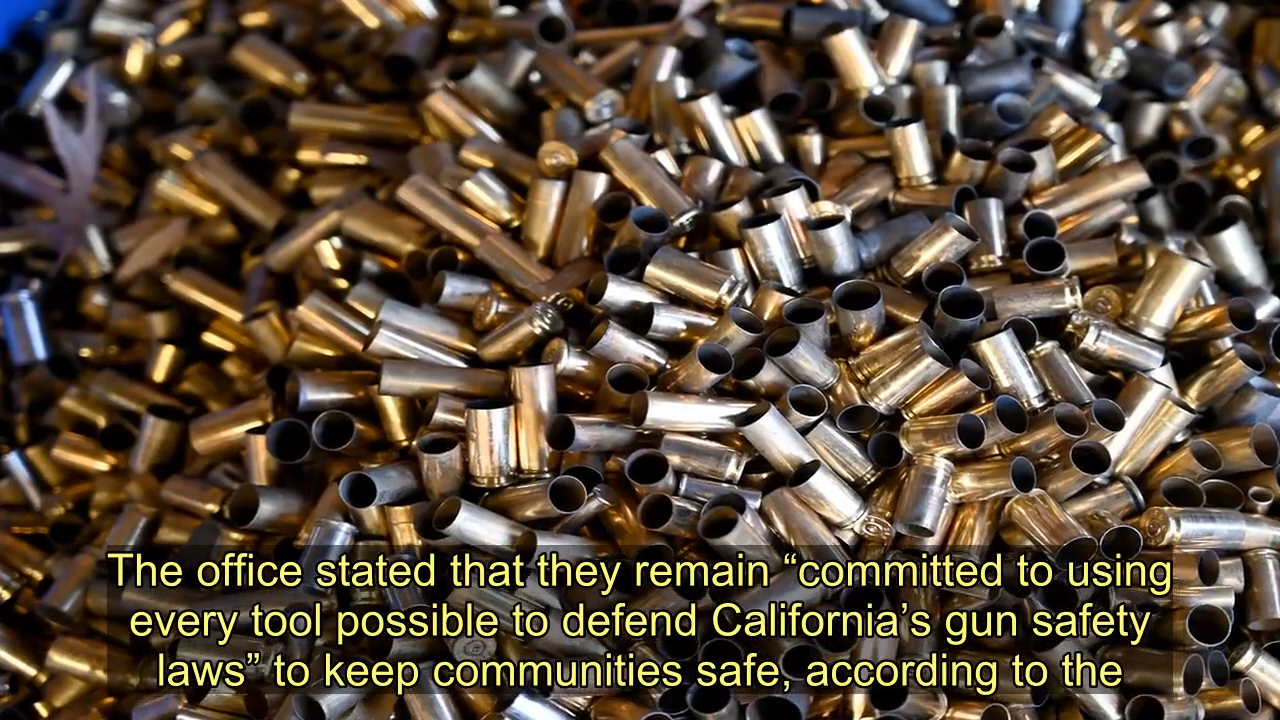 The office stated that they remain “committed to using
every tool possible to defend California’s gun safety
laws” to keep communities safe, according to the